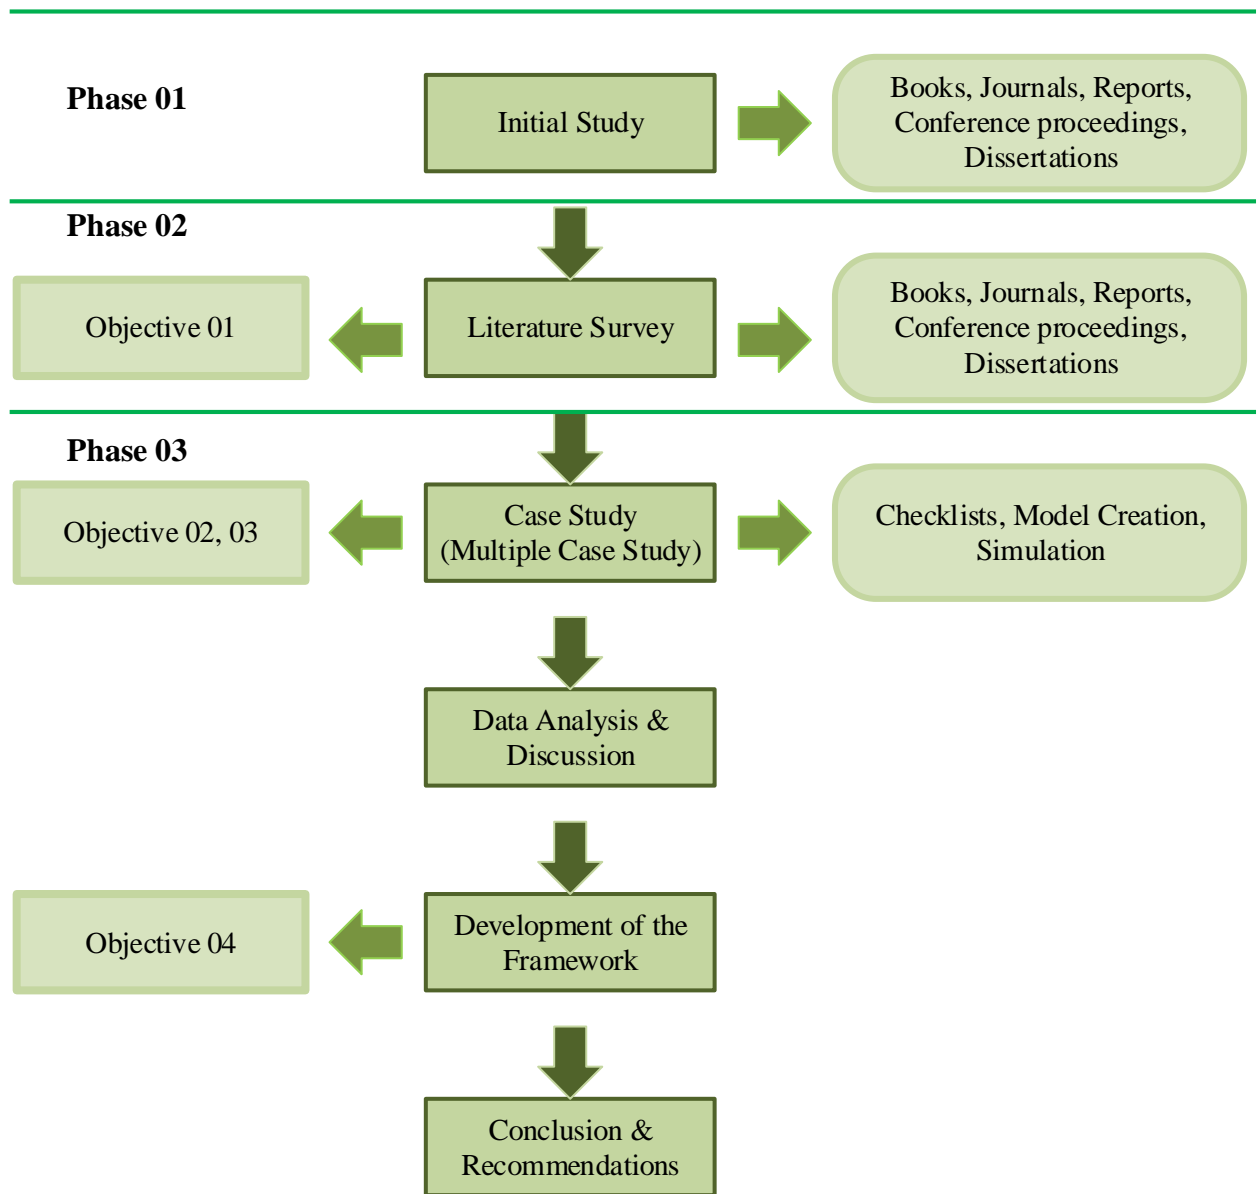 Phase 01
Initial Study
Books, Journals, Reports,
Conference proceedings,
Dissertations
Phase 02
Objective 01
Literature Survey
Books, Journals, Reports,
Conference proceedings,
Dissertations
Phase 03
Objective 02, 03
Case Study
(Multiple Case Study)
Checklists, Model Creation,
Simulation
Data Analysis &
Discussion
Objective 04
Development of the
Framework
Conclusion &
Recommendations